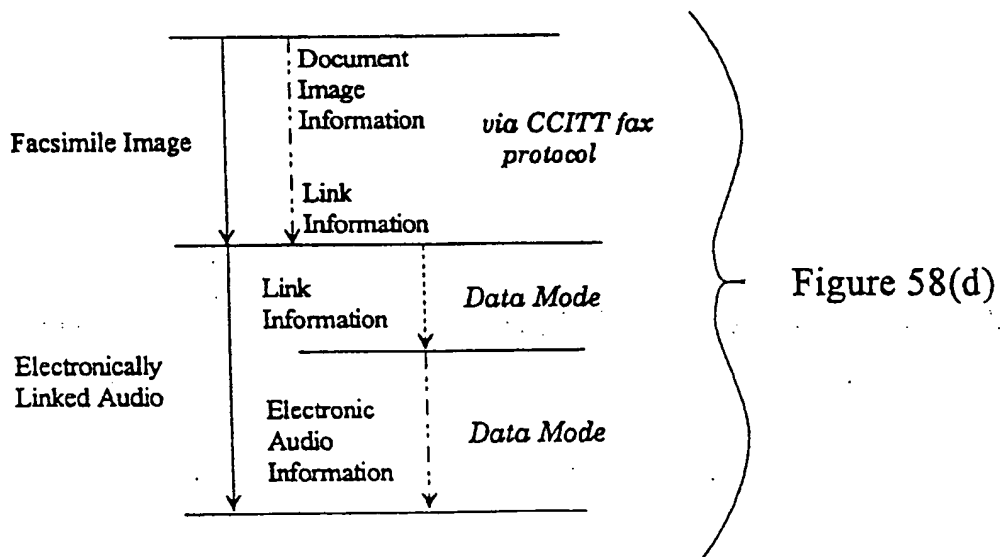 Document
Image
Information
Facsimile Image
via CCITT fax
protocol
Link
Information
Link
Information
Data Mode
Figure 58(d)
Electronically
Linked Audio
Electronic
Audio
Information
Data Mode